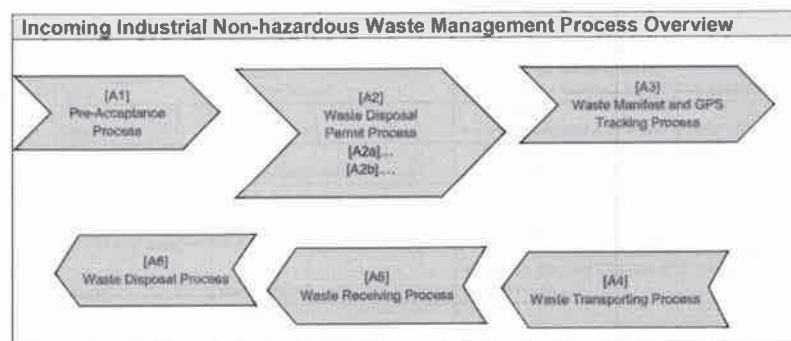 Incoming Industrial Non-hazardous Waste Management Process Overview
[A1]
Pre-Acceptance
Process
[A2]
Waste Disposal
Permit Process
[A2a]...
[A2b]....
[A3]
Waste Manifest and GPS
Tracking Process
[A6]
Waste Disposal Process
[A5]
Waste Receiving Process
[A4]
Waste Transporting Process